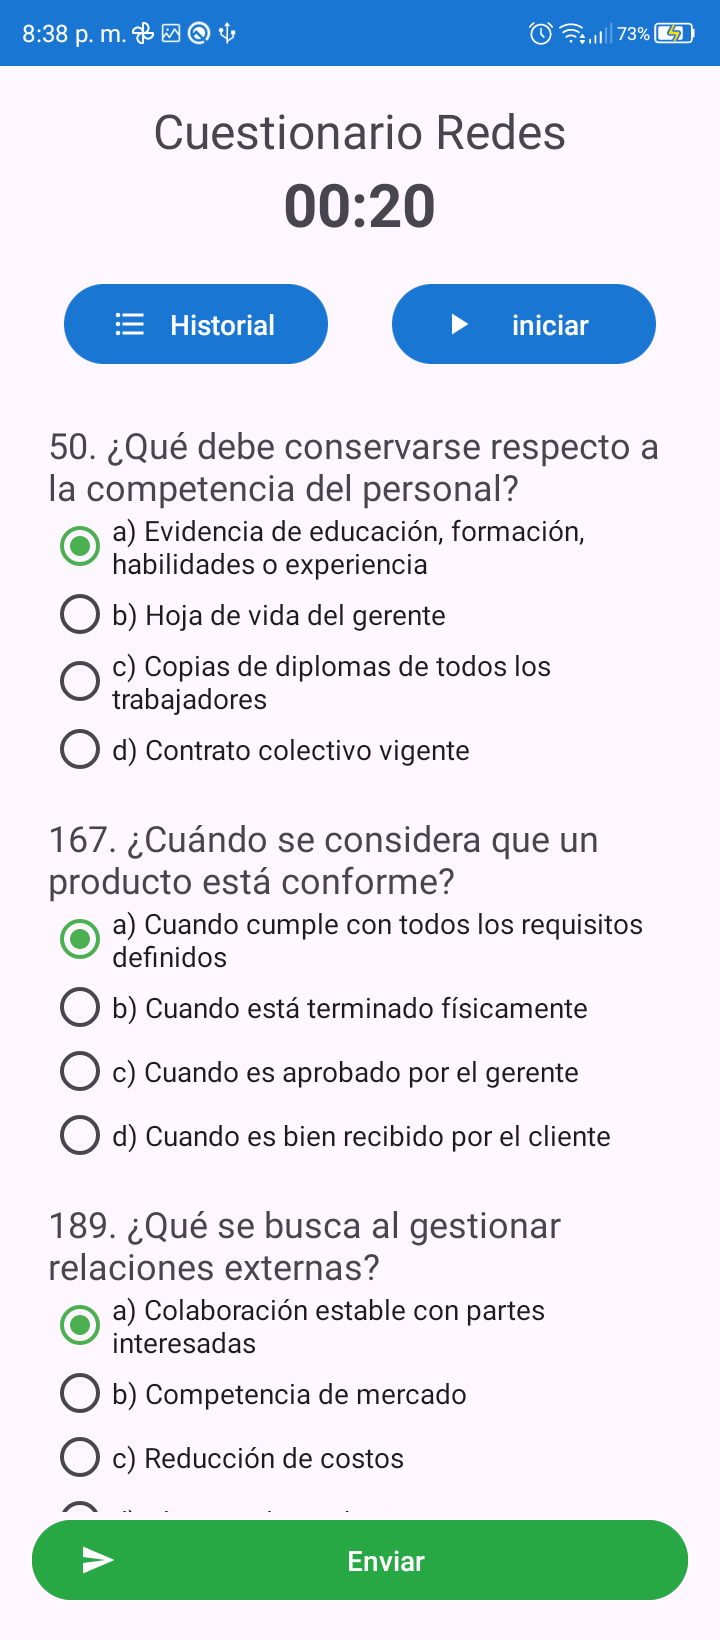 8:38 p. m.
73%
Cuestionario Redes
00:20
Historial
iniciar
50. ¿Qué debe conservarse respecto a
la competencia del personal?
a) Evidencia de educación, formación,
habilidades o experiencia
b) Hoja de vida del gerente
c) Copias de diplomas de todos los
trabajadores
d) Contrato colectivo vigente
167. ¿Cuándo se considera que un
producto está conforme?
a) Cuando cumple con todos los requisitos
definidos
b) Cuando está terminado físicamente
c) Cuando es aprobado por el gerente
d) Cuando es bien recibido por el cliente
189. ¿Qué se busca al gestionar
relaciones externas?
a) Colaboración estable con partes
interesadas
b) Competencia de mercado
c) Reducción de costos
Enviar